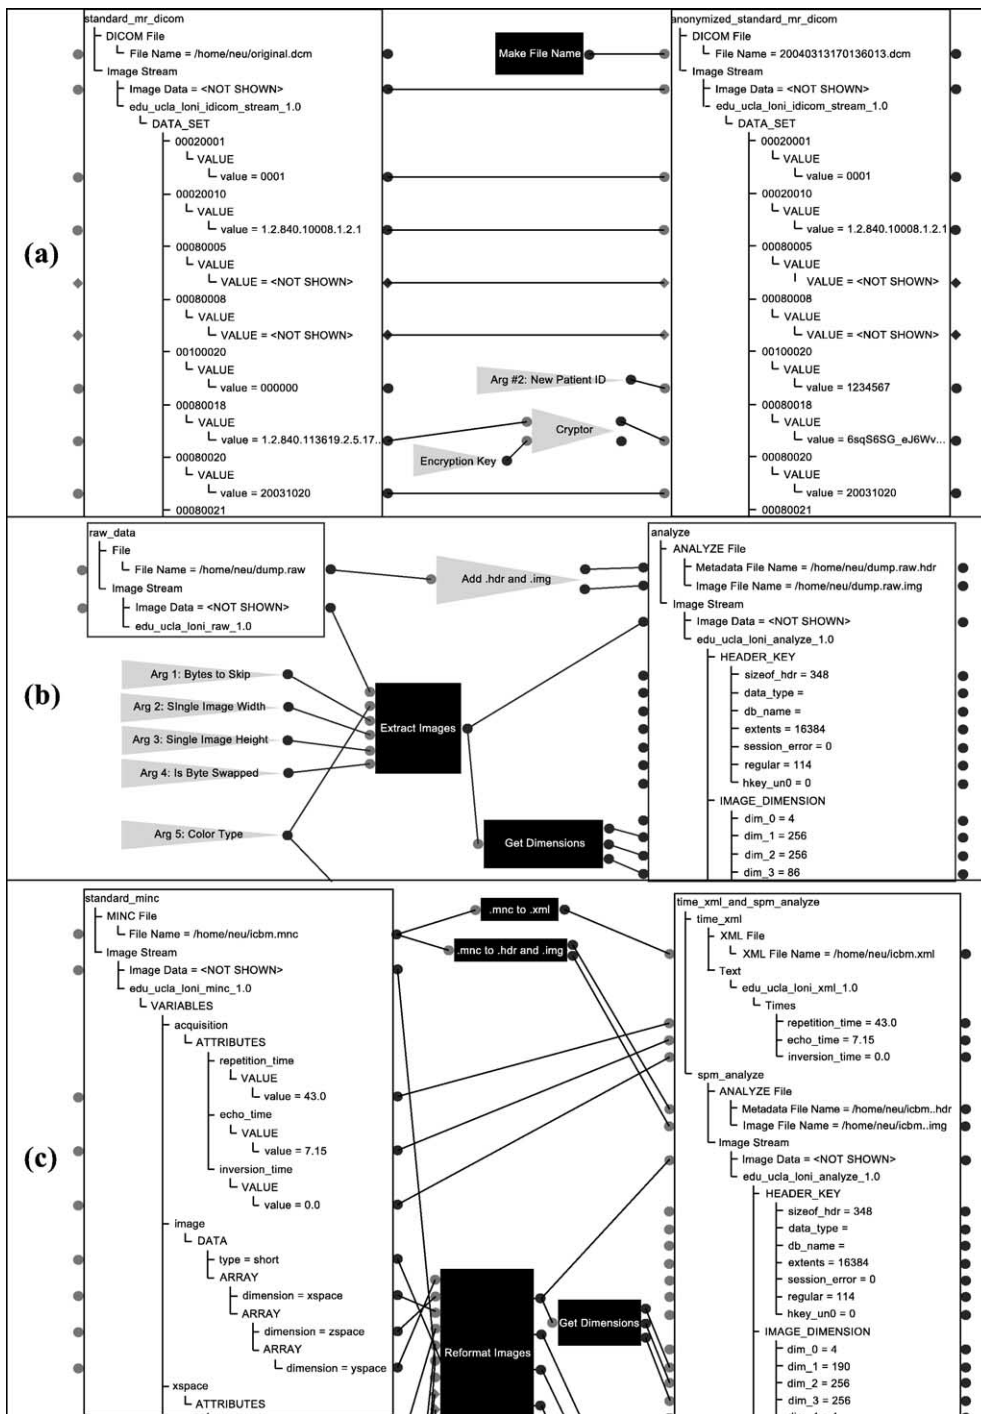 (a)
standard_mr_dicom
DICOM File
File Name = /home/neu/original.dcm
Image Stream
Image Data = <NOT SHOWN>
edu_ucla_loni_idicom_stream_1.0
DATA_SET
00020001
VALUE
value = 0001
00020010
VALUE
value = 1.2.840.10008.1.2.1
00080005
VALUE
VALUE = <NOT SHOWN>
00080008
VALUE
VALUE = <NOT SHOWN>
00100020
VALUE
value = 000000
00080018
VALUE
value = 1.2.840.113619.2.5.17...
00080020
VALUE
value = 20031020
00080021
Make File Name
Arg #2: New Patient ID
Cryptor
Encryption Key
anonymized_standard_mr_dicom
DICOM File
File Name = 20040313170136013.dcm
Image Stream
Image Data = <NOT SHOWN>
edu_ucla_loni_idicom_stream_1.0
DATA_SET
00020001
VALUE
value = 0001
00020010
VALUE
value = 1.2.840.10008.1.2.1
00080005
VALUE
VALUE = <NOT SHOWN>
00080008
VALUE
VALUE = <NOT SHOWN>
00100020
VALUE
value = 1234567
00080018
VALUE
value = 6sqS6SG_eJ6Wv...
00080020
VALUE
value = 20031020
00080021
(b)
raw_data
File
File Name = /home/neu/dump.raw
Image Stream
Image Data = <NOT SHOWN>
edu_ucla_loni_raw_1.0
Arg 1: Bytes to Skip
Arg 2: SIngle Image Width
Arg 3: Single Image Height
Arg 4: Is Byte Swapped
Arg 5: Color Type
Add .hdr and .img
Extract Images
Get Dimensions
analyze
ANALYZE File
Metadata File Name = /home/neu/dump.raw.hdr
Image File Name = /home/neu/dump.raw.img
Image Stream
Image Data = <NOT SHOWN>
edu_ucla_loni_analyze_1.0
HEADER_KEY
sizeof_hdr = 348
data_type =
db_name =
extents = 16384
session_error = 0
regular = 114
hkey_un0 = 0
IMAGE_DIMENSION
dim_0 = 4
dim_1 = 256
dim_2 = 256
dim_3 = 86
(c)
standard_minc
MINC File
File Name = /home/neu/icbm.mnc
Image Stream
Image Data = <NOT SHOWN>
edu_ucla_loni_minc_1.0
VARIABLES
acquisition
ATTRIBUTES
repetition_time
VALUE
value = 43.0
echo_time
VALUE
value = 7.15
inversion_time
VALUE
value = 0.0
image
DATA
type = short
ARRAY
dimension = xspace
ARRAY
dimension = zspace
ARRAY
dimension = yspace
xspace
ATTRIBUTES
.mnc to .xml
.mnc to .hdr and .img
Reformat Images
Get Dimensions
time_xml_and_spm_analyze
time_xml
XML File
XML File Name = /home/neu/icbm.xml
Text
edu_ucla_loni_xml_1.0
Times
repetition_time = 43.0
echo_time = 7.15
inversion_time = 0.0
spm_analyze
ANALYZE File
Metadata File Name = /home/neu/icbm..hdr
Image File Name = /home/neu/icbm..img
Image Stream
Image Data = <NOT SHOWN>
edu_ucla_loni_analyze_1.0
HEADER_KEY
sizeof_hdr = 348
data_type =
db_name =
extents = 16384
session_error = 0
regular = 114
hkey_un0 = 0
IMAGE_DIMENSION
dim_0 = 4
dim_1 = 190
dim_2 = 256
dim_3 = 256